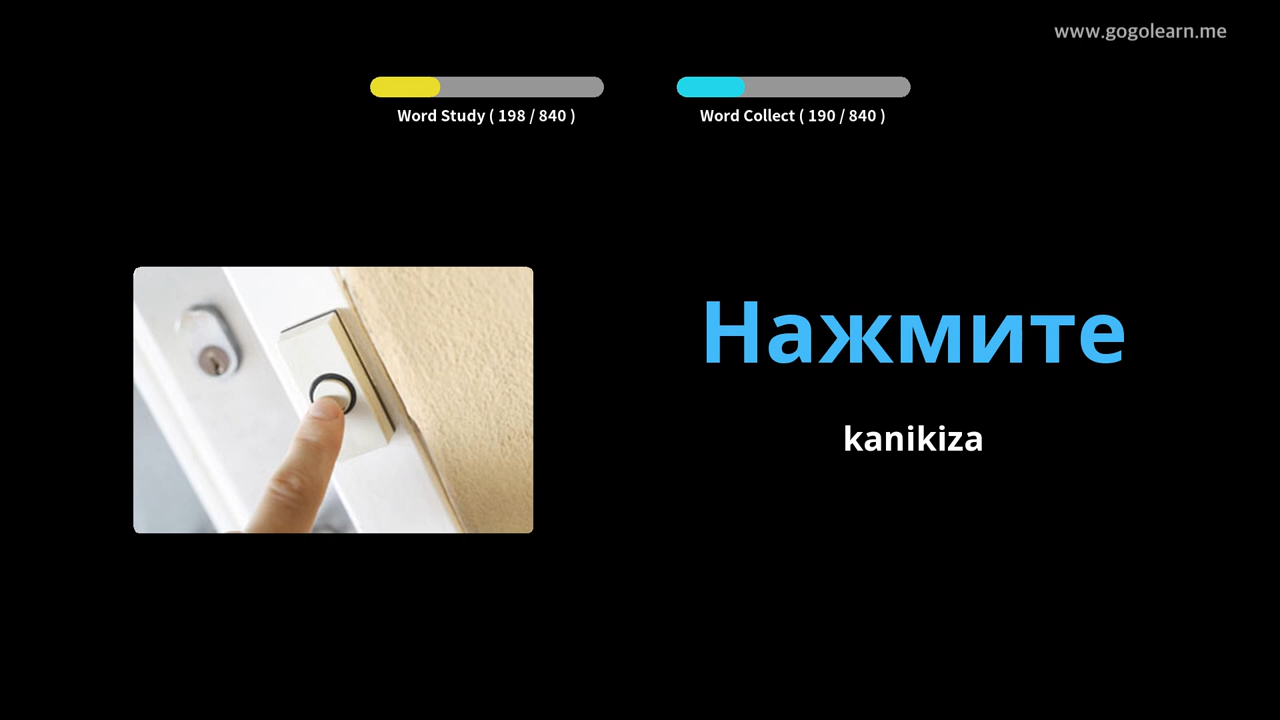 www.gogolearn.me
Word Study ( 198 / 840 )
Word Collect ( 190 / 840 )
Нажмите
kanikiza